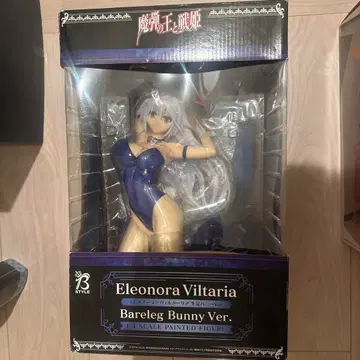 魔弾の王と戦姫
B
STYLE
Eleonora Viltaria
Bareleg Bunny Ver.
1/4 SCALE PAINTED FIGURE